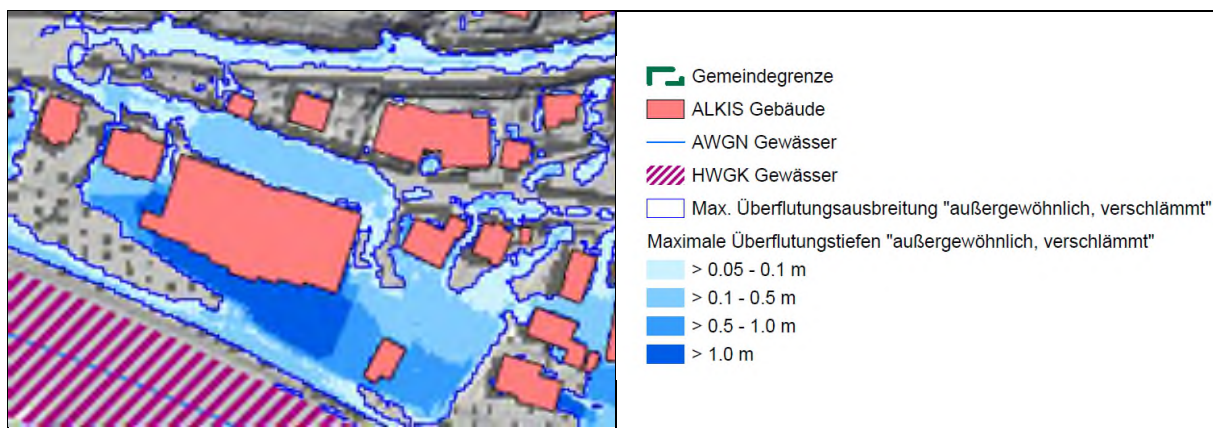 Gemeindegrenze
ALKIS Gebäude
AWGN Gewässer
HWGK Gewässer
Max. Überflutungsausbreitung "außergewöhnlich, verschlämmt"
Maximale Überflutungstiefen "außergewöhnlich, verschlämmt"
> 0.05 - 0.1 m
> 0.1 - 0.5 m
> 0.5 - 1.0 m
> 1.0 m